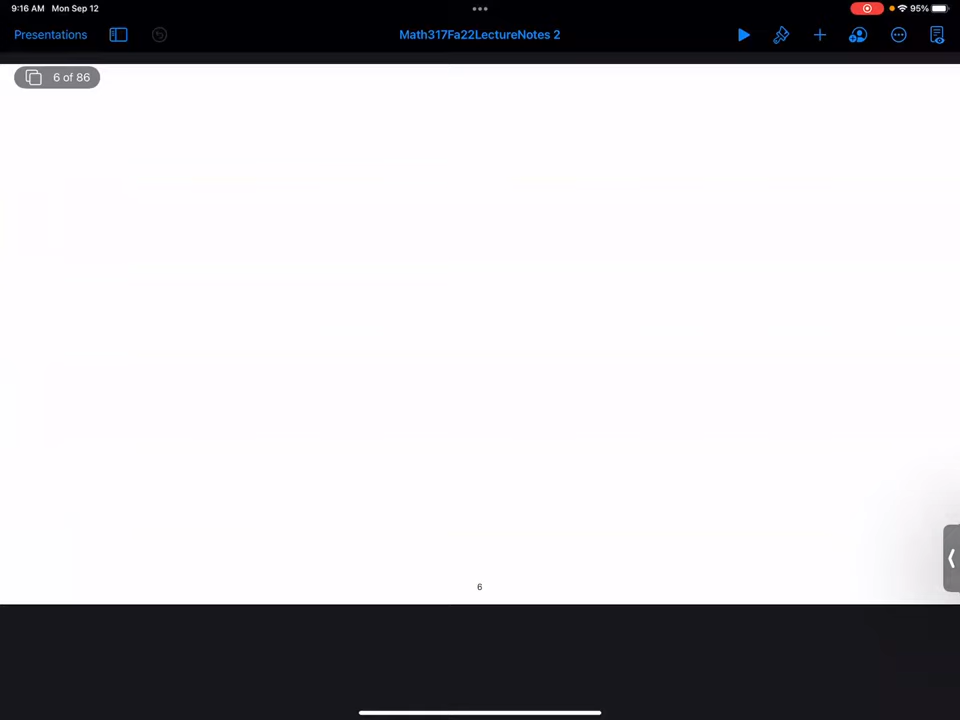 9:16 AM Mon Sep 12
95%
Presentations
Math317Fa22LectureNotes 2
6 of 86
6